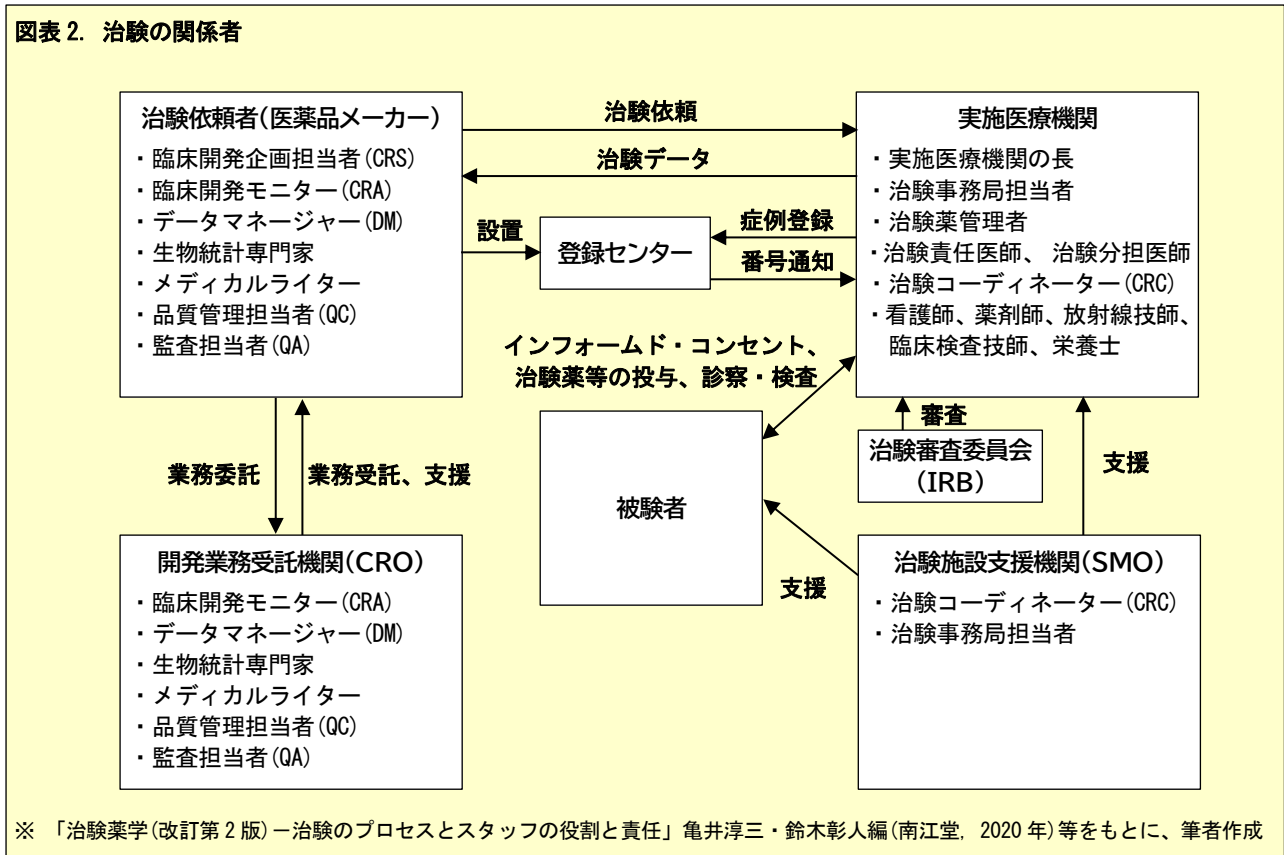 図表 2. 治験の関係者
治験依頼者(医薬品メーカー)
・臨床開発企画担当者(CRS)
・臨床開発モニター(CRA)
・データマネージャー(DM)
・生物統計専門家
・メディカルライター
・品質管理担当者(QC)
・監査担当者(QA)
治験依頼
治験データ
設置
登録センター
症例登録
番号通知
実施医療機関
・実施医療機関の長
・治験事務局担当者
・治験薬管理者
・治験責任医師、治験分担医師
・治験コーディネーター(CRC)
・看護師、薬剤師、放射線技師、
臨床検査技師、栄養士
インフォームド・コンセント、
治験薬等の投与、診察・検査
審査
治験審査委員会
(IRB)
支援
業務委託
業務受託、支援
被験者
支援
開発業務受託機関(CRO)
・臨床開発モニター(CRA)
・データマネージャー(DM)
・生物統計専門家
・メディカルライター
・品質管理担当者(QC)
・監査担当者(QA)
治験施設支援機関(SMO)
・治験コーディネーター(CRC)
・治験事務局担当者
※ 「治験薬学(改訂第2版)－治験のプロセスとスタッフの役割と責任」亀井淳三・鈴木彰人編(南江堂, 2020年)等をもとに、筆者作成